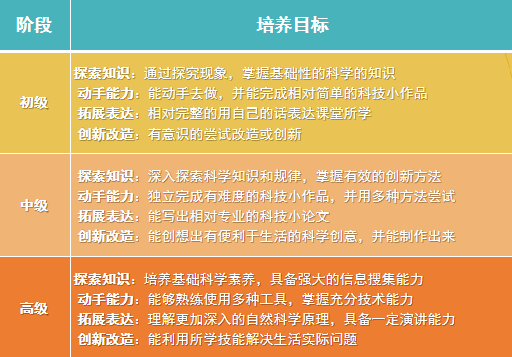 阶段 培养目标
初级
探索知识：通过探究现象，掌握基础性的科学的知识
动手能力：能动手去做，并能完成相对简单的科技小作品
拓展表达：相对完整的用自己的话表达课堂所学
创新改造：有意识的尝试改造或创新
中级
探索知识：深入探索科学知识和规律，掌握有效的创新方法
动手能力：独立完成有难度的科技小作品，并用多种方法尝试
拓展表达：能写出相对专业的科技小论文
创新改造：能创想出有便利于生活的科学创意，并能制作出来
高级
探索知识：培养基础科学素养，具备强大的信息搜集能力
动手能力：能够熟练使用多种工具，掌握充分技术能力
拓展表达：理解更加深入的自然科学原理，具备一定演讲能力
创新改造：能利用所学技能解决生活实际问题